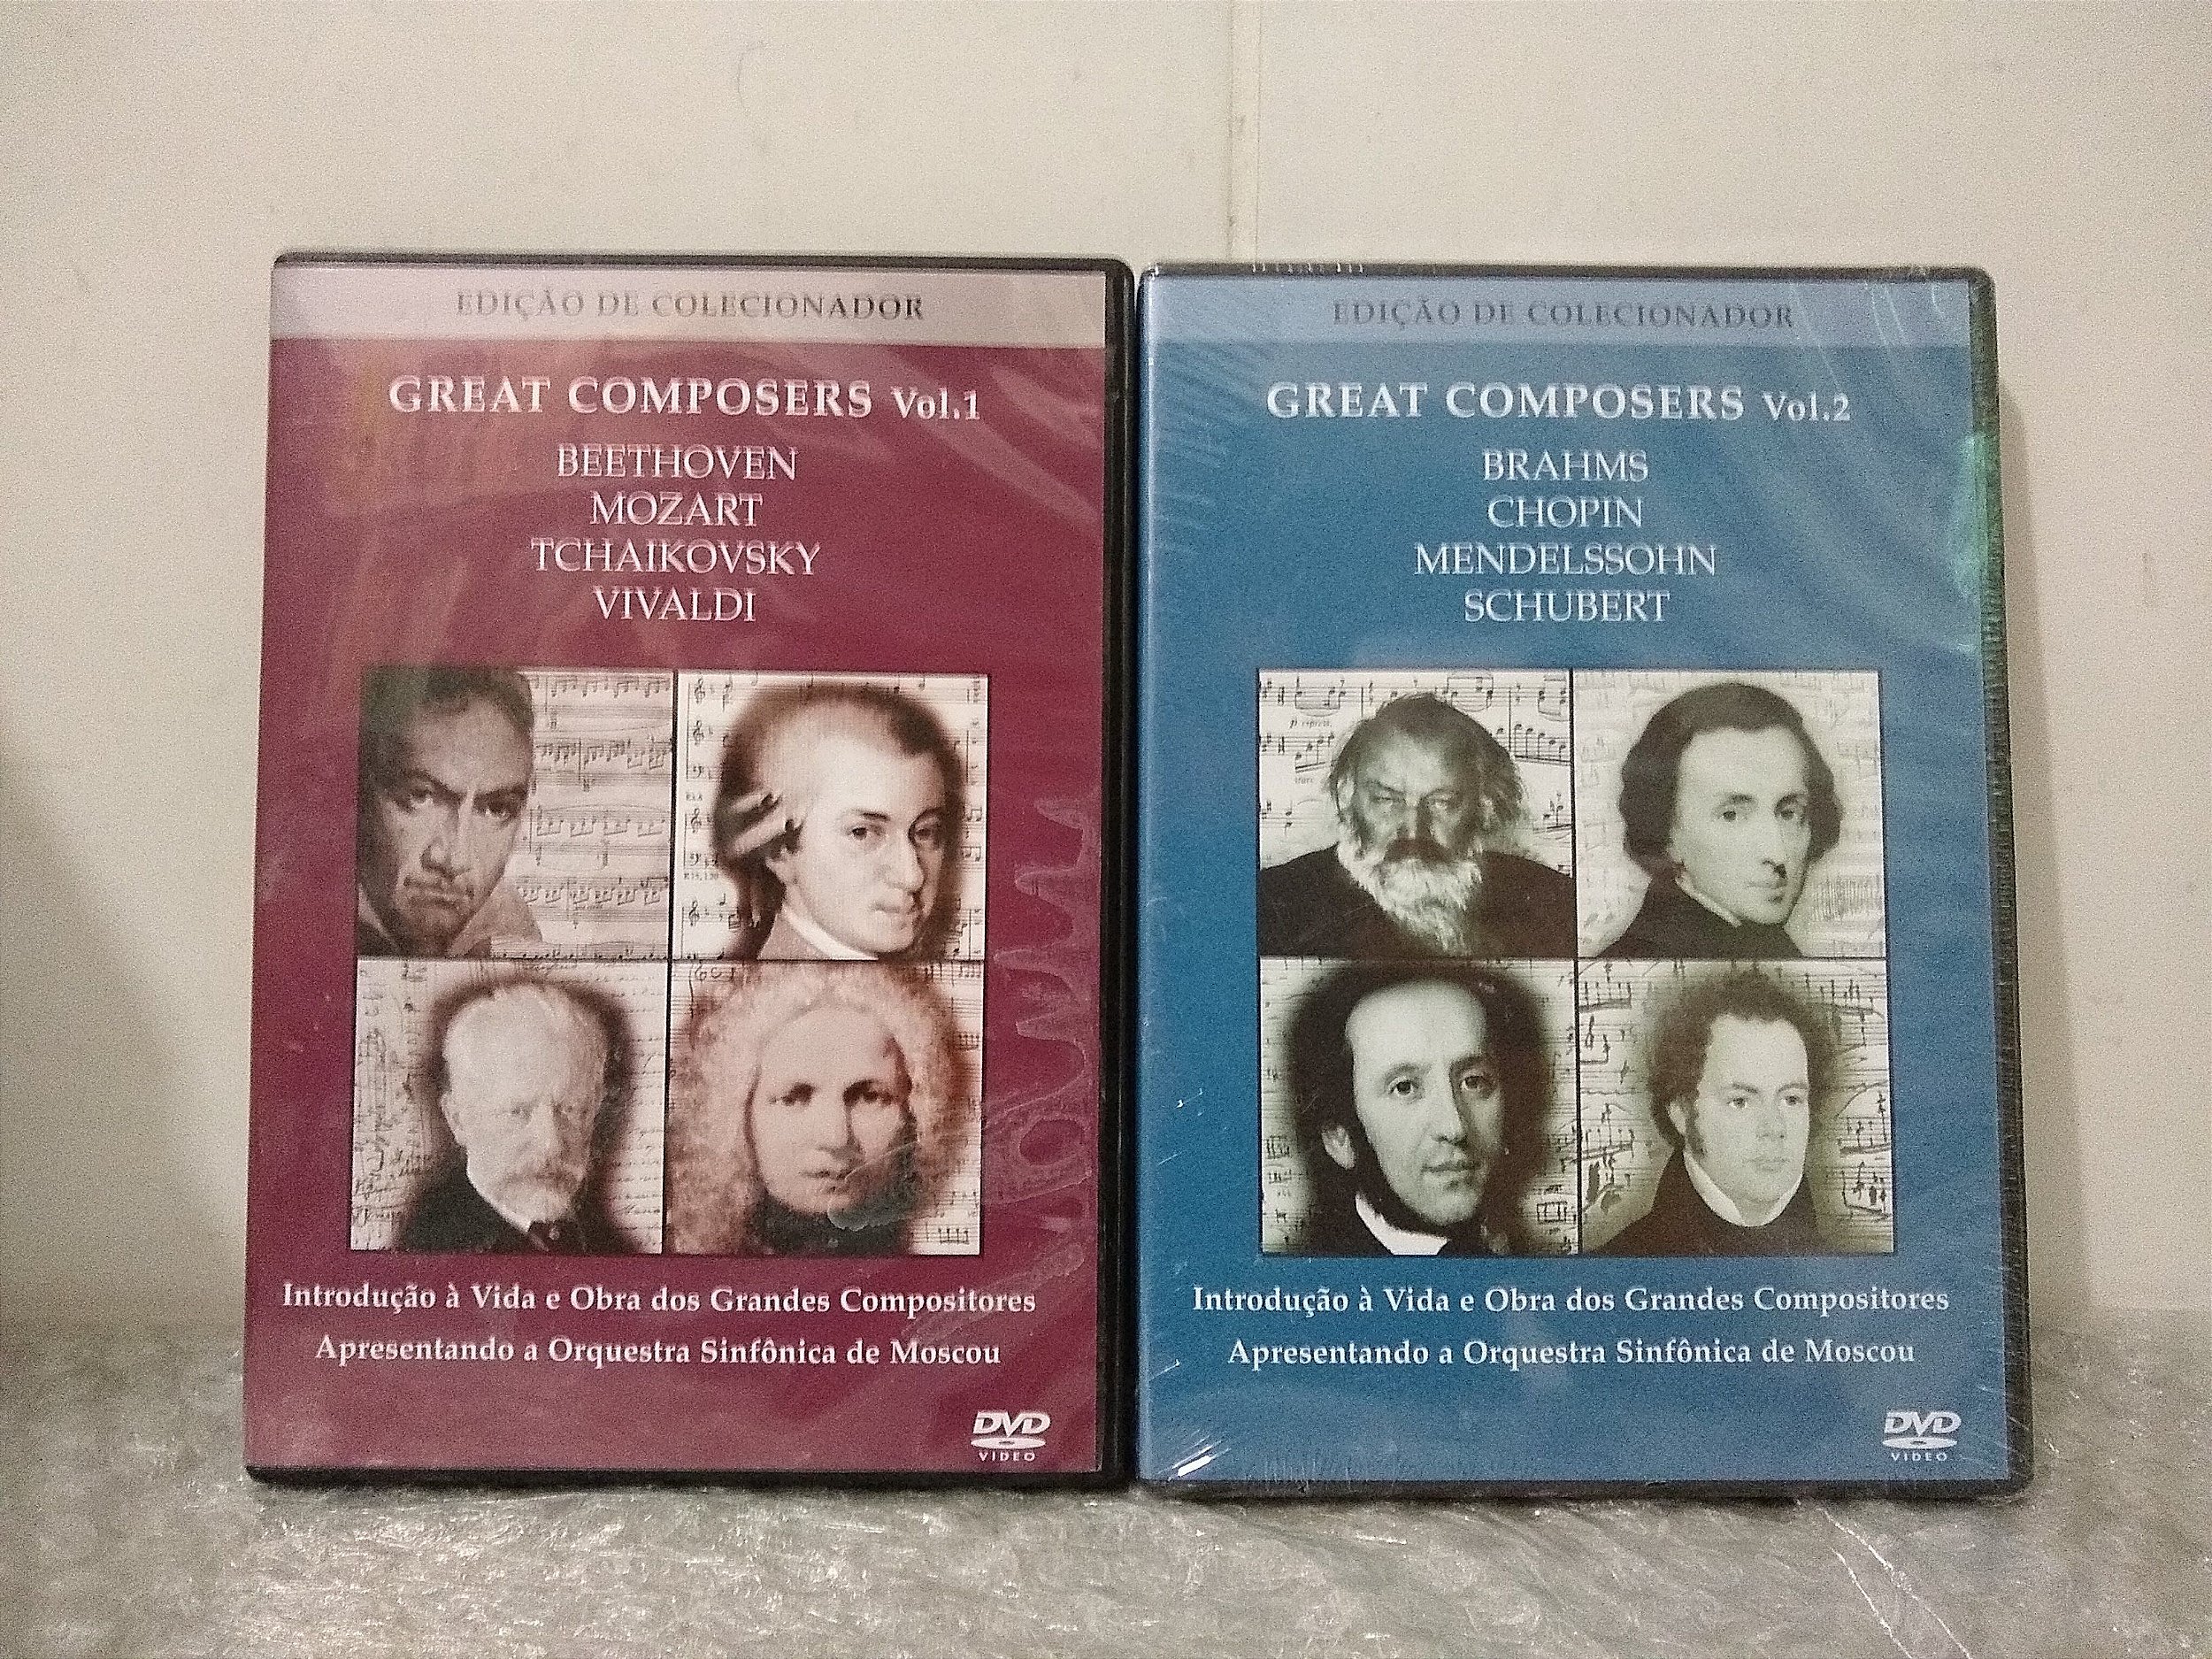 EDIÇÃO DE COLECIONADOR
GREAT COMPOSERS Vol.1
BEETHOVEN
MOZART
TCHAIKOVSKY
VIVALDI
Introdução à Vida e Obra dos Grandes Compositores
Apresentando a Orquestra Sinfônica de Moscou
DVD
VIDEO
EDIÇÃO DE COLECIONADOR
GREAT COMPOSERS Vol.2
BRAHMS
CHOPIN
MENDELSSOHN
SCHUBERT
Introdução à Vida e Obra dos Grandes Compositores
Apresentando a Orquestra Sinfônica de Moscou
DVD
VIDEO